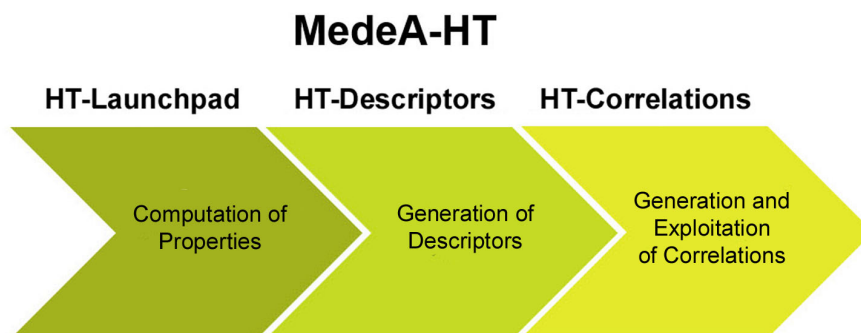 MedeA-HT
HT-Launchpad HT-Descriptors HT-Correlations
Computation of
Properties
Generation of
Descriptors
Generation and
Exploitation
of Correlations